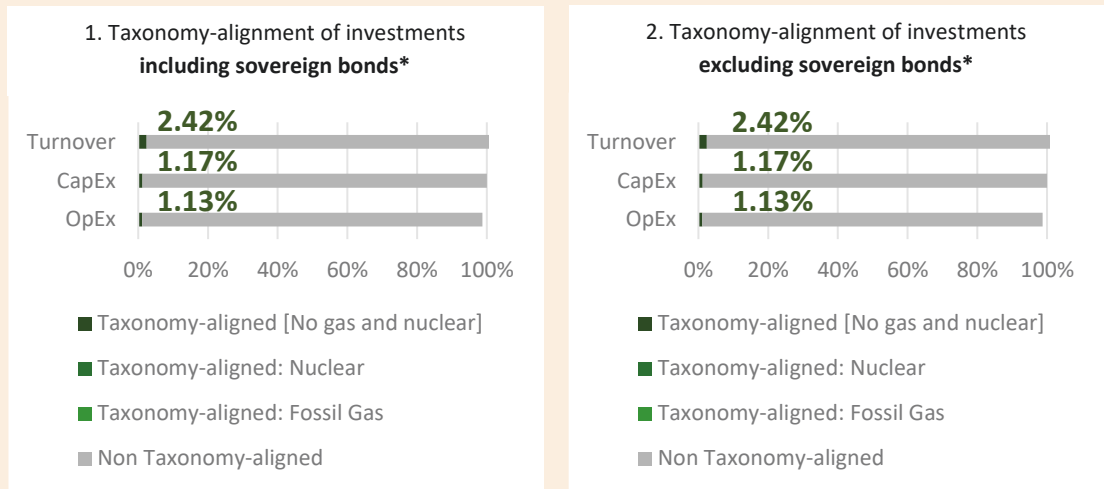 1. Taxonomy-alignment of investments
including sovereign bonds*
2.42%
Turnover
1.17%
CapEx
1.13%
OpEx
0% 20% 40% 60% 80% 100%
Taxonomy-aligned [No gas and nuclear]
Taxonomy-aligned: Nuclear
Taxonomy-aligned: Fossil Gas
Non Taxonomy-aligned
2. Taxonomy-alignment of investments
excluding sovereign bonds*
2.42%
Turnover
1.17%
CapEx
1.13%
OpEx
0% 20% 40% 60% 80% 100%
Taxonomy-aligned [No gas and nuclear]
Taxonomy-aligned: Nuclear
Taxonomy-aligned: Fossil Gas
Non Taxonomy-aligned